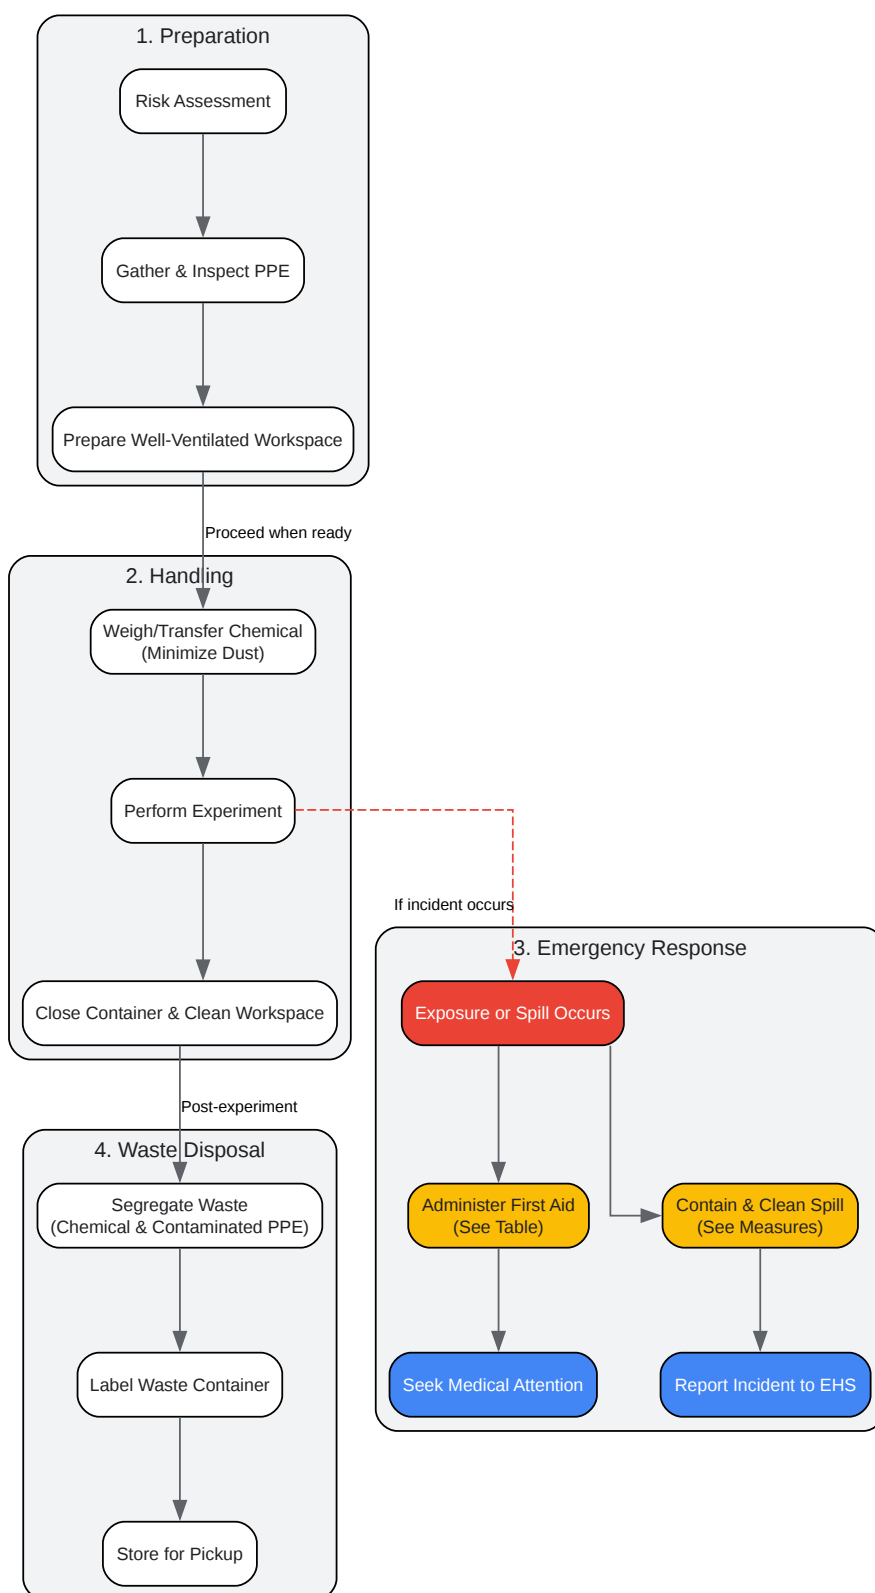 1. Preparation
Risk Assessment
Gather & Inspect PPE
Prepare Well-Ventilated Workspace
Proceed when ready
2. Handling
Weigh/Transfer Chemical
(Minimize Dust)
Perform Experiment
If incident occurs
3. Emergency Response
Exposure or Spill Occurs
Close Container & Clean Workspace
Post-experiment
4. Waste Disposal
Segregate Waste
(Chemical & Contaminated PPE)
Administer First Aid
(See Table)
Contain & Clean Spill
(See Measures)
Label Waste Container
Seek Medical Attention
Report Incident to EHS
Store for Pickup